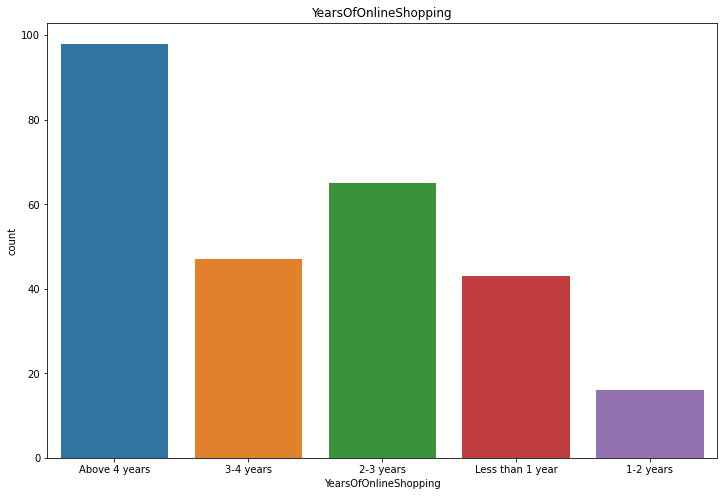 YearsOfOnlineShopping
100
80
60
40
20
0
count
Above 4 years 3-4 years 2-3 years Less than 1 year 1-2 years
YearsOfOnlineShopping